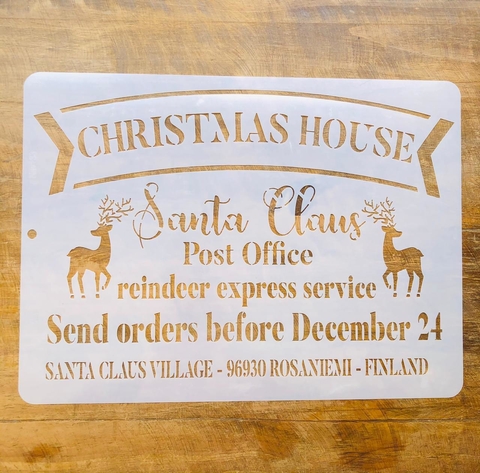 CHRISTMAS HOUSE
Santa Claus
Post Office
reindeer express service
Send orders before December 24
SANTA CLAUS VILLAGE - 96930 ROSANIEMI - FINLAND